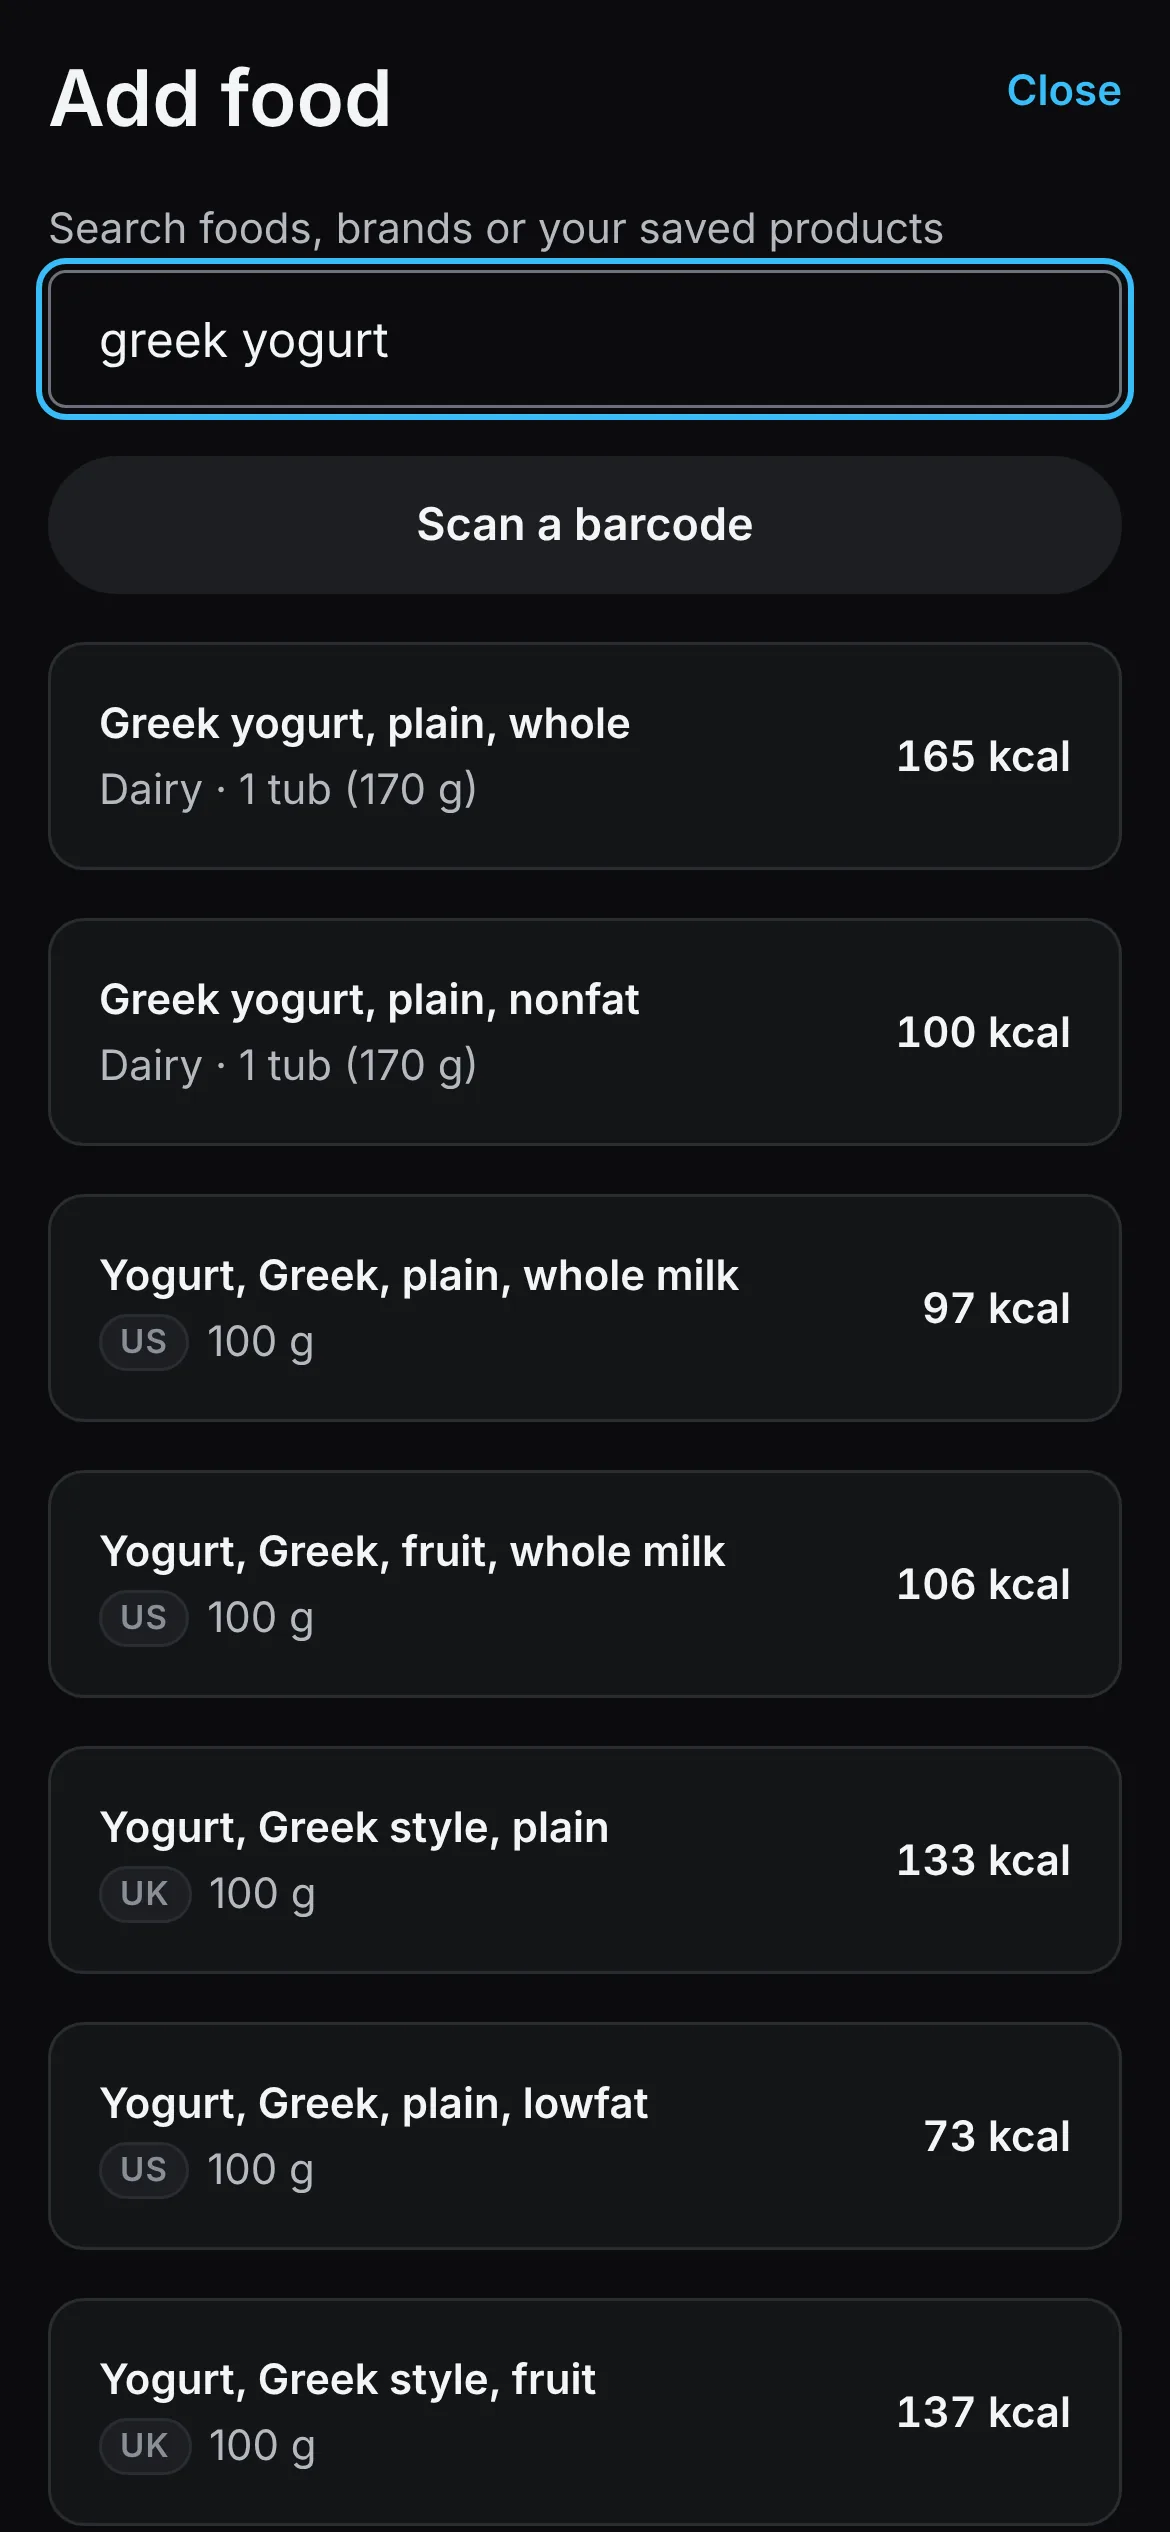 Add food
Close
Search foods, brands or your saved products
greek yogurt
Scan a barcode
Greek yogurt, plain, whole
Dairy · 1 tub (170 g)
165 kcal
Greek yogurt, plain, nonfat
Dairy · 1 tub (170 g)
100 kcal
Yogurt, Greek, plain, whole milk
US 100 g
97 kcal
Yogurt, Greek, fruit, whole milk
US 100 g
106 kcal
Yogurt, Greek style, plain
UK 100 g
133 kcal
Yogurt, Greek, plain, lowfat
US 100 g
73 kcal
Yogurt, Greek style, fruit
UK 100 g
137 kcal